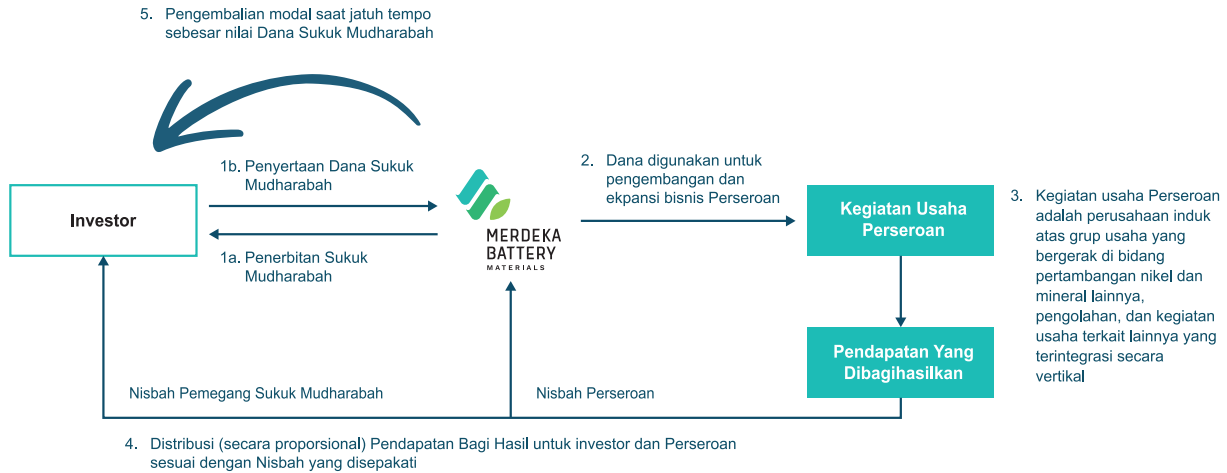 5. Pengembalian modal saat jatuh tempo
sebesar nilai Dana Sukuk Mudharabah
1b. Penyertaan Dana Sukuk
Mudharabah
2. Dana digunakan untuk
pengembangan dan
ekpansi bisnis Perseroan
Investor
MERDEKA
BATTERY
MATERIALS
Kegiatan Usaha
Perseroan
3. Kegiatan usaha Perseroan
adalah perusahaan induk
atas grup usaha yang
bergerak di bidang
pertambangan nikel dan
mineral lainnya,
pengolahan, dan kegiatan
usaha terkait lainnya yang
terintegrasi secara
vertikal
1a. Penerbitan Sukuk
Mudharabah
Pendapatan Yang
Dibagihasilkan
Nisbah Pemegang Sukuk Mudharabah
Nisbah Perseroan
4. Distribusi (secara proporsional) Pendapatan Bagi Hasil untuk investor dan Perseroan
sesuai dengan Nisbah yang disepakati